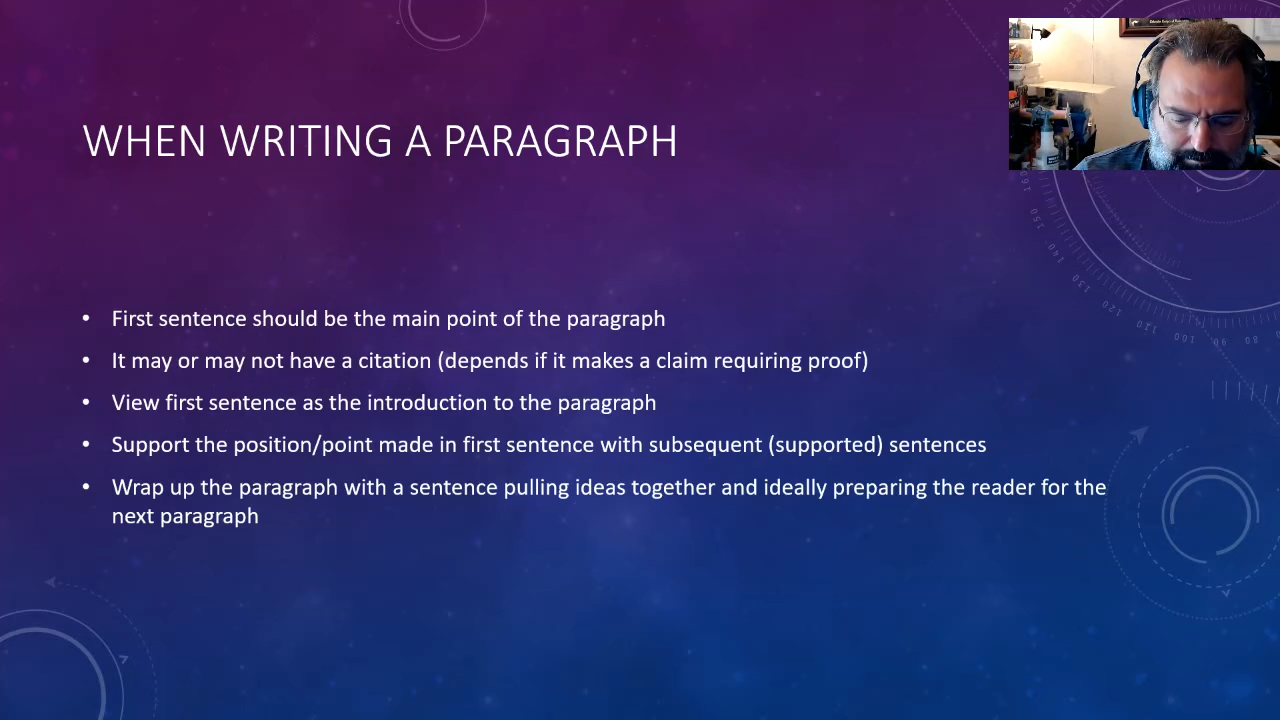 WHEN WRITING A PARAGRAPH
• First sentence should be the main point of the paragraph
• It may or may not have a citation (depends if it makes a claim requiring proof)
• View first sentence as the introduction to the paragraph
• Support the position/point made in first sentence with subsequent (supported) sentences
• Wrap up the paragraph with a sentence pulling ideas together and ideally preparing the reader for the
next paragraph